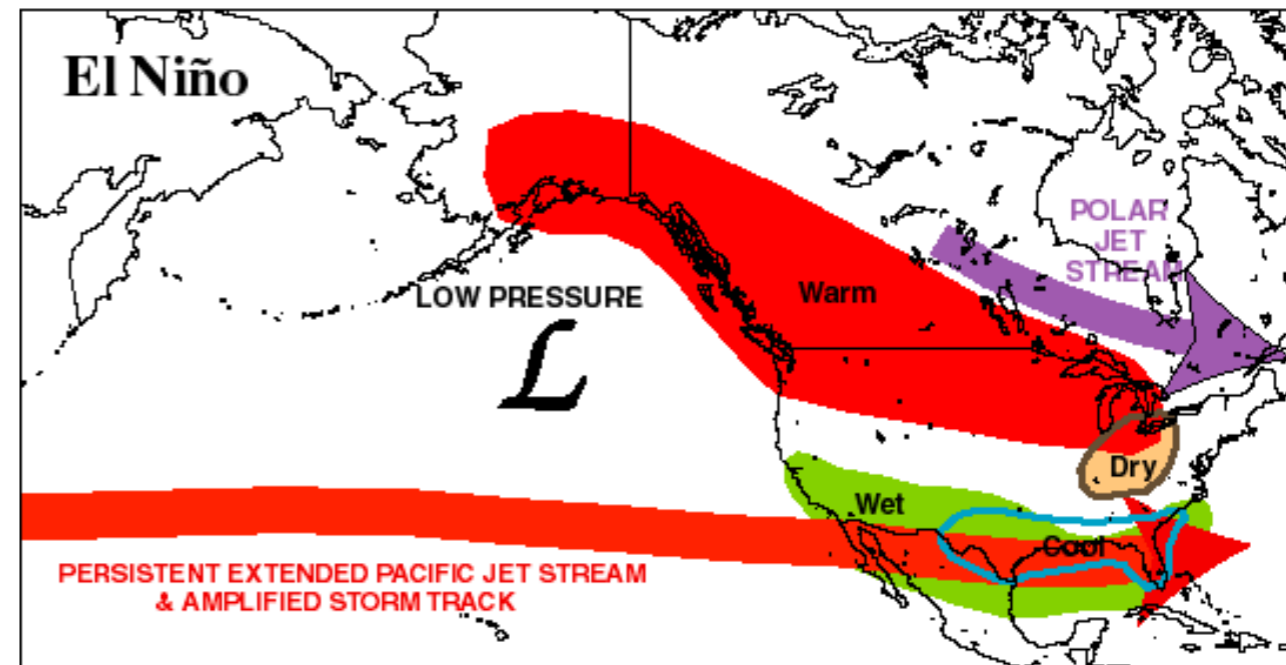 El Niño
POLAR
JET
STREAM
LOW PRESSURE
Warm
L
Dry
Wet
Cool
PERSISTENT EXTENDED PACIFIC JET STREAM
& AMPLIFIED STORM TRACK